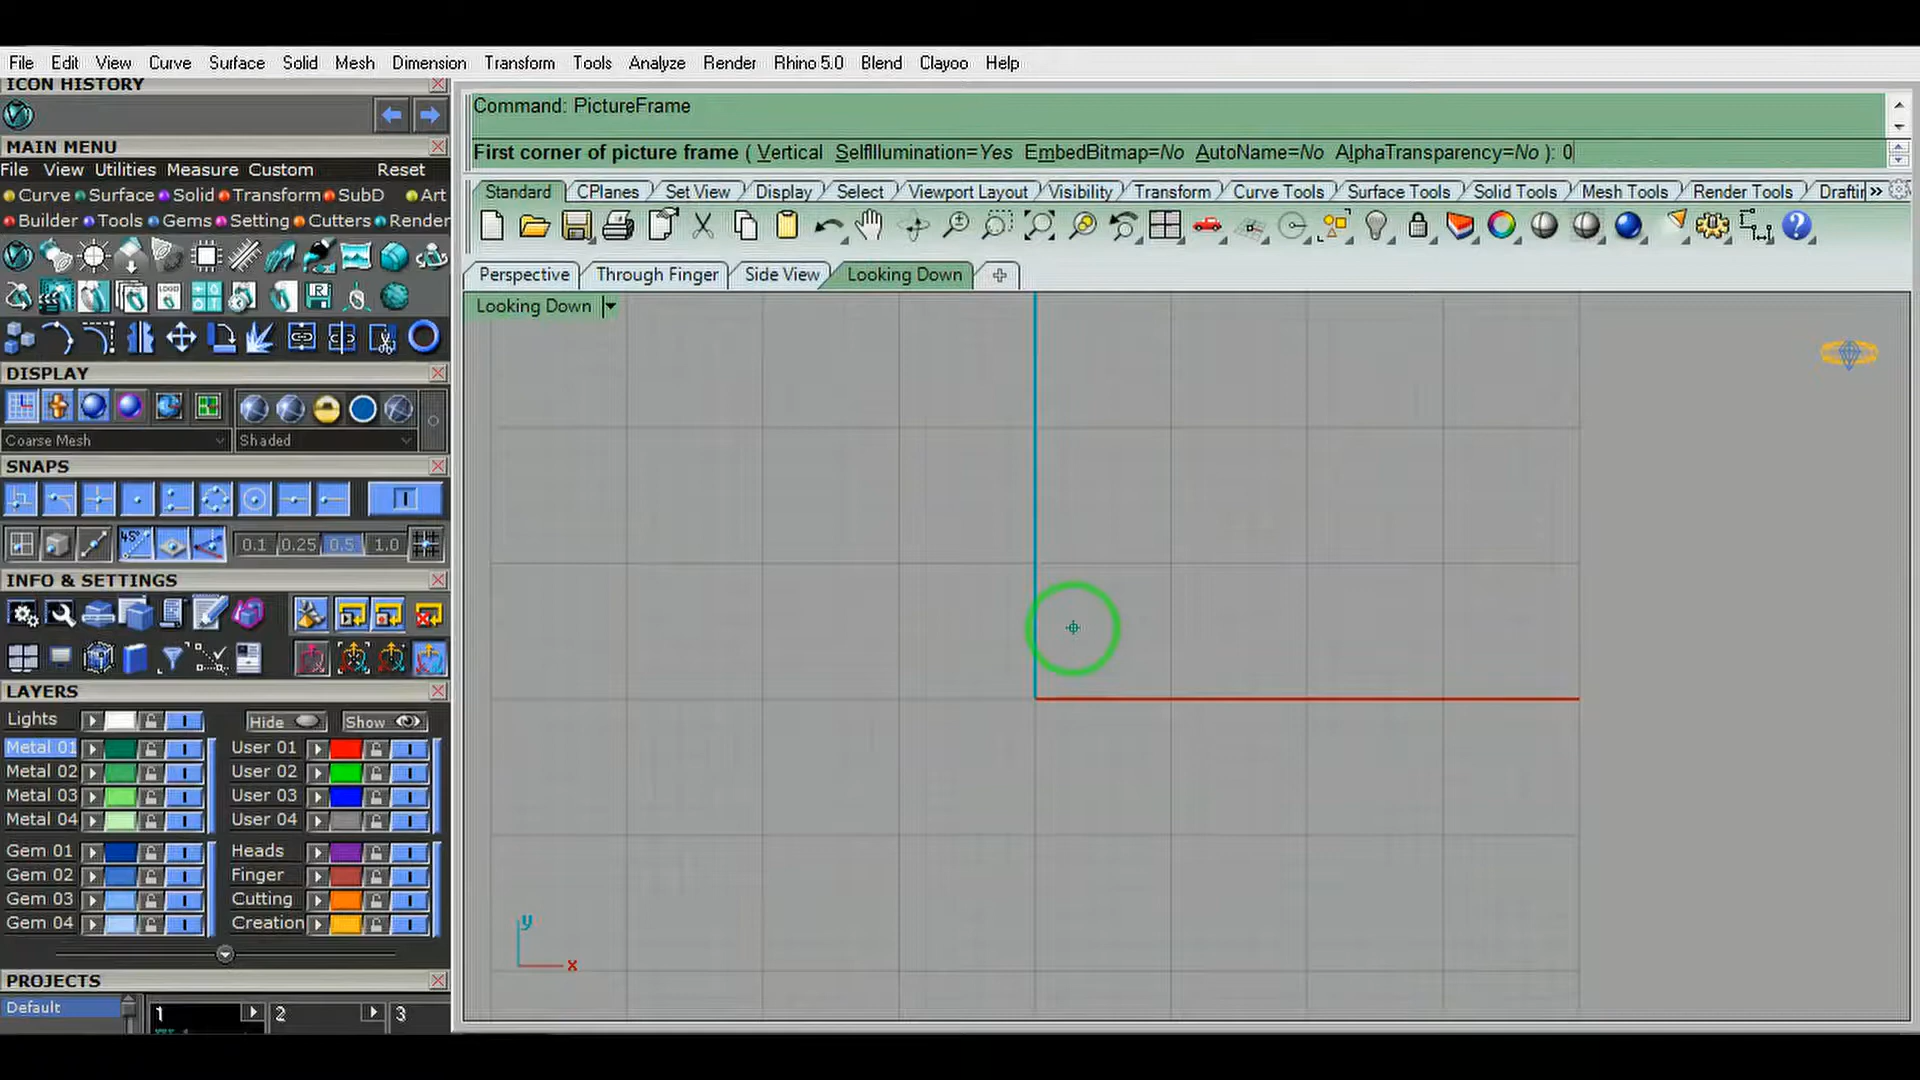 File Edit View Curve Surface Solid Mesh Dimension Transform Tools Analyze Render Rhino 5.0 Blend Clayoo Help
ICON HISTORY
Command: PictureFrame
First corner of picture frame ( Vertical SelfIllumination=Yes EmbedBitmap=No AutoName=No AlphaTransparency=No ): 0
MAIN MENU
File View Utilities Measure Custom Reset
Curve Surface Solid Transform SubD Art
Builder Tools Gems Setting Cutters Render
Standard CPlanes Set View Display Select Viewport Layout Visibility Transform Curve Tools Surface Tools Solid Tools Mesh Tools Render Tools
LOGO
Perspective Through Finger Side View Looking Down
Looking Down
DISPLAY
Coarse Mesh Shaded
SNAPS
45° 0.1 0.25 0.5 1.0
INFO & SETTINGS
LAYERS
Lights Hide Show
Metal 01 User 01
Metal 02 User 02
Metal 03 User 03
Metal 04 User 04
Gem 01 Heads
Gem 02 Finger
Gem 03 Cutting
Gem 04 Creation
y
x
PROJECTS
Default 1 2 3